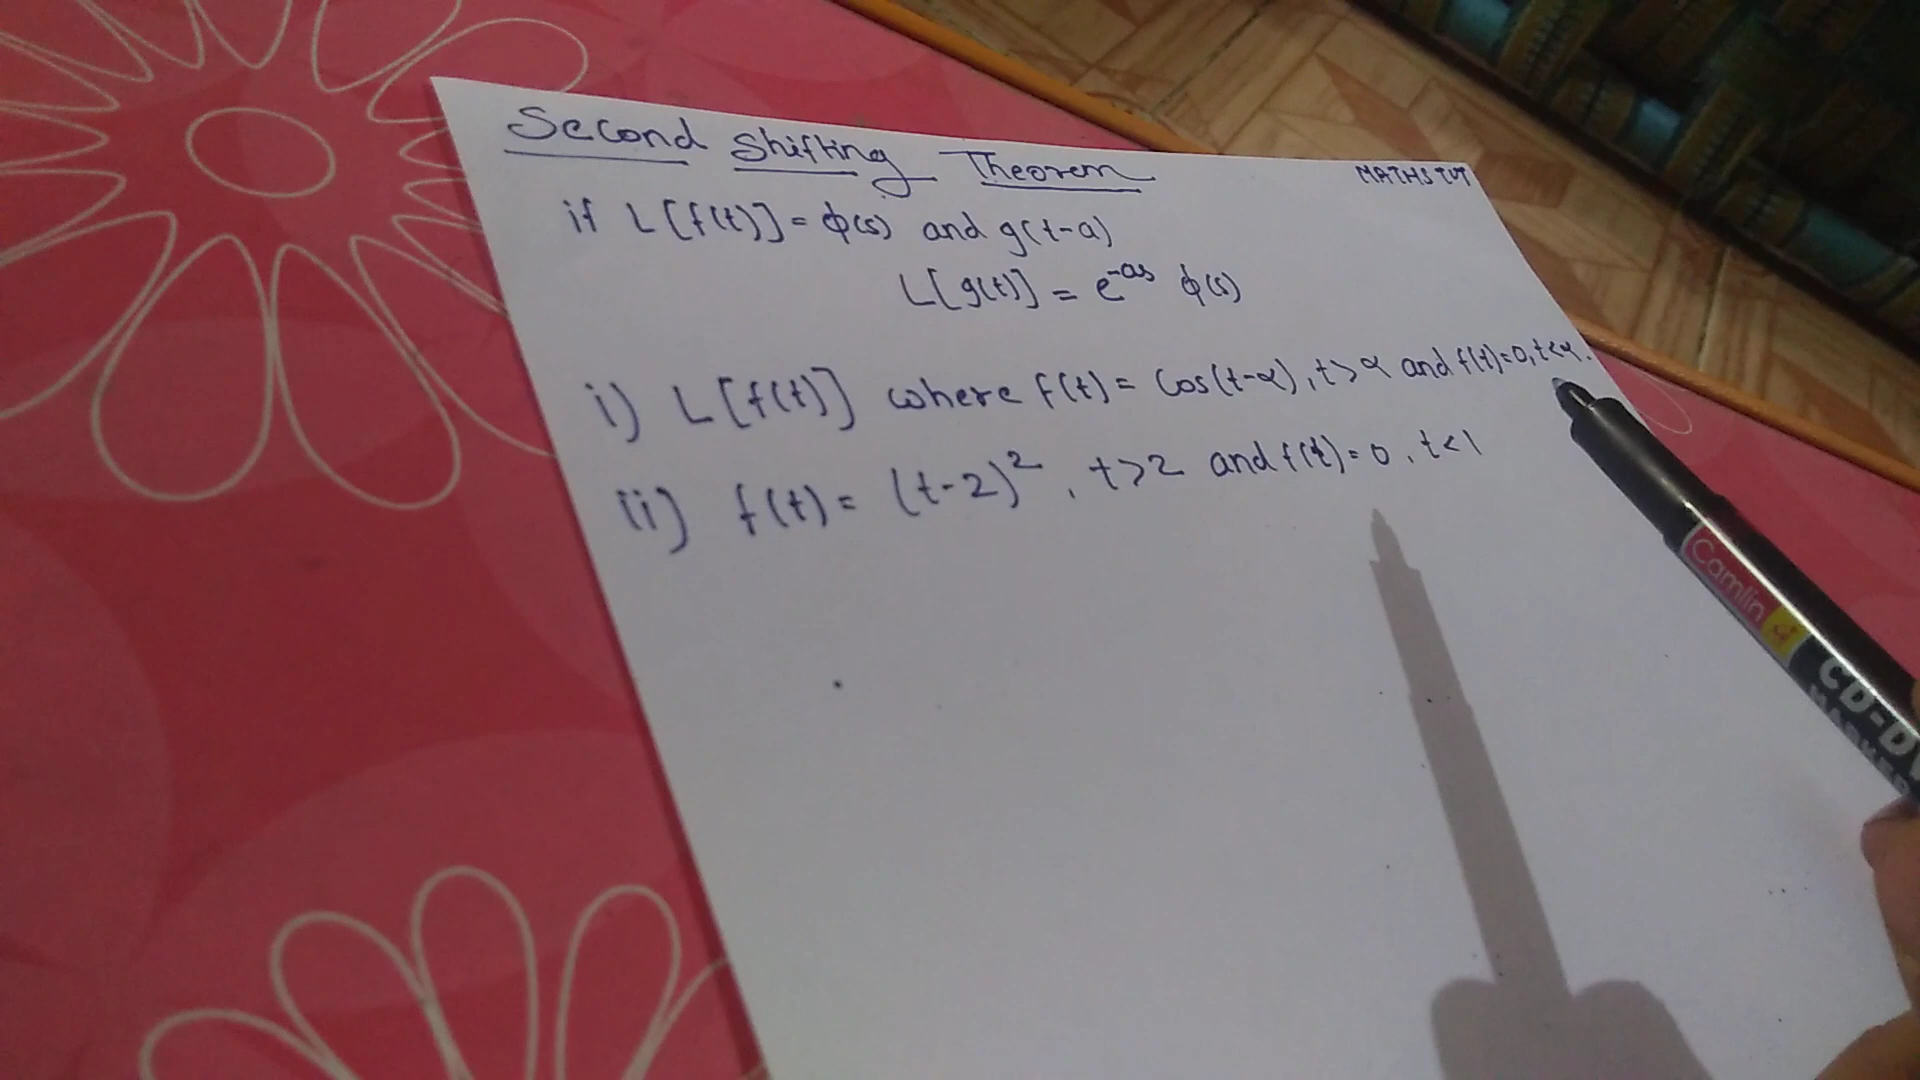 Second Shifting Theorem
MATHS TUT
if L[f(t)] = φ(s) and g(t-a)
L[g(t)] = e^-as φ(s)
i) L[f(t)] where f(t) = Cos(t-α), t>α and f(t)=0, t<α.
(ii) f(t) = (t-2)², t>2 and f(t)=0, t<1
Camlin
CD-D